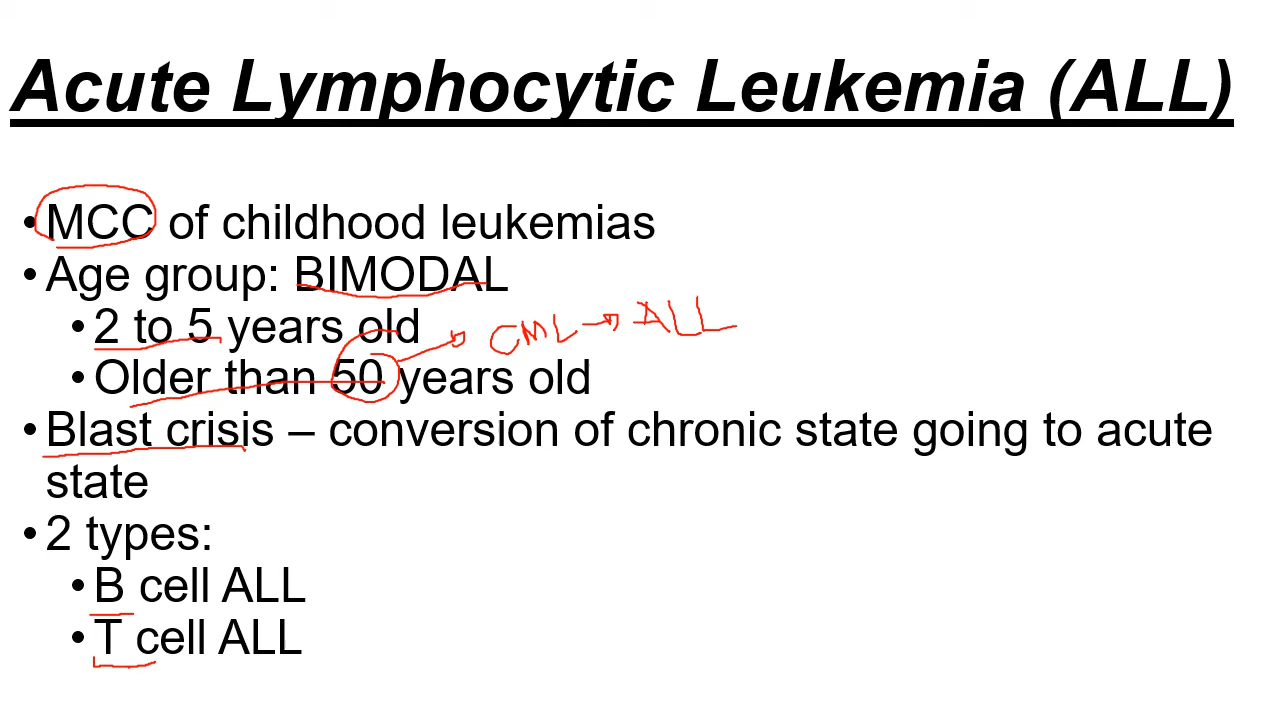 Acute Lymphocytic Leukemia (ALL)
• MCC of childhood leukemias
• Age group: BIMODAL
• 2 to 5 years old
CML → ALL
• Older than 50 years old
• Blast crisis – conversion of chronic state going to acute
state
• 2 types:
• B cell ALL
• T cell ALL